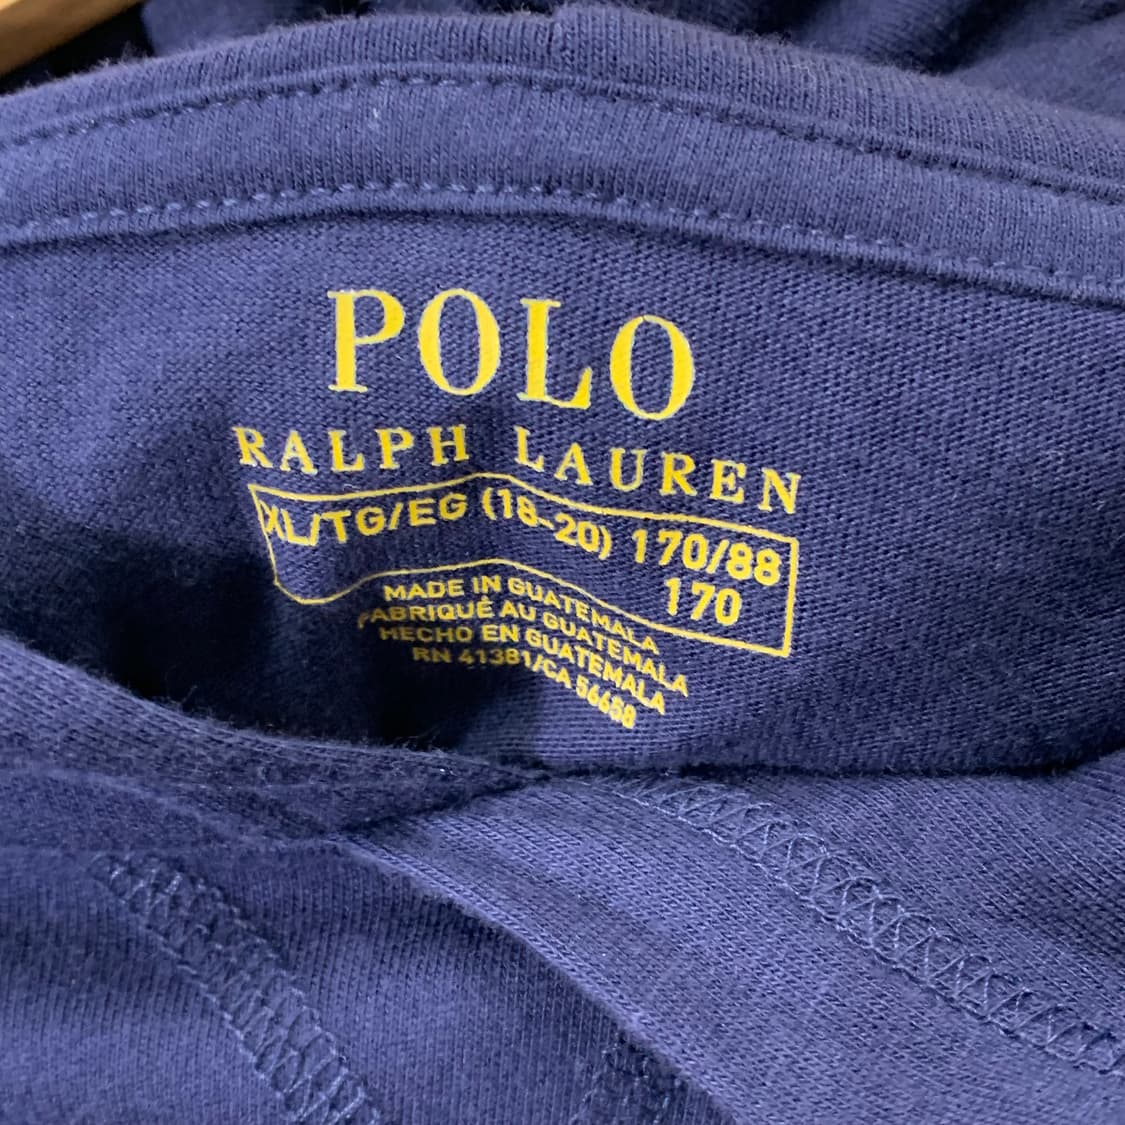 POLO
RALPH LAUREN
XL/TG/EG (18-20) 170/88
170
MADE IN GUATEMALA
FABRIQUÉ AU GUATEMALA
HECHO EN GUATEMALA
RN 41381/CA 56658